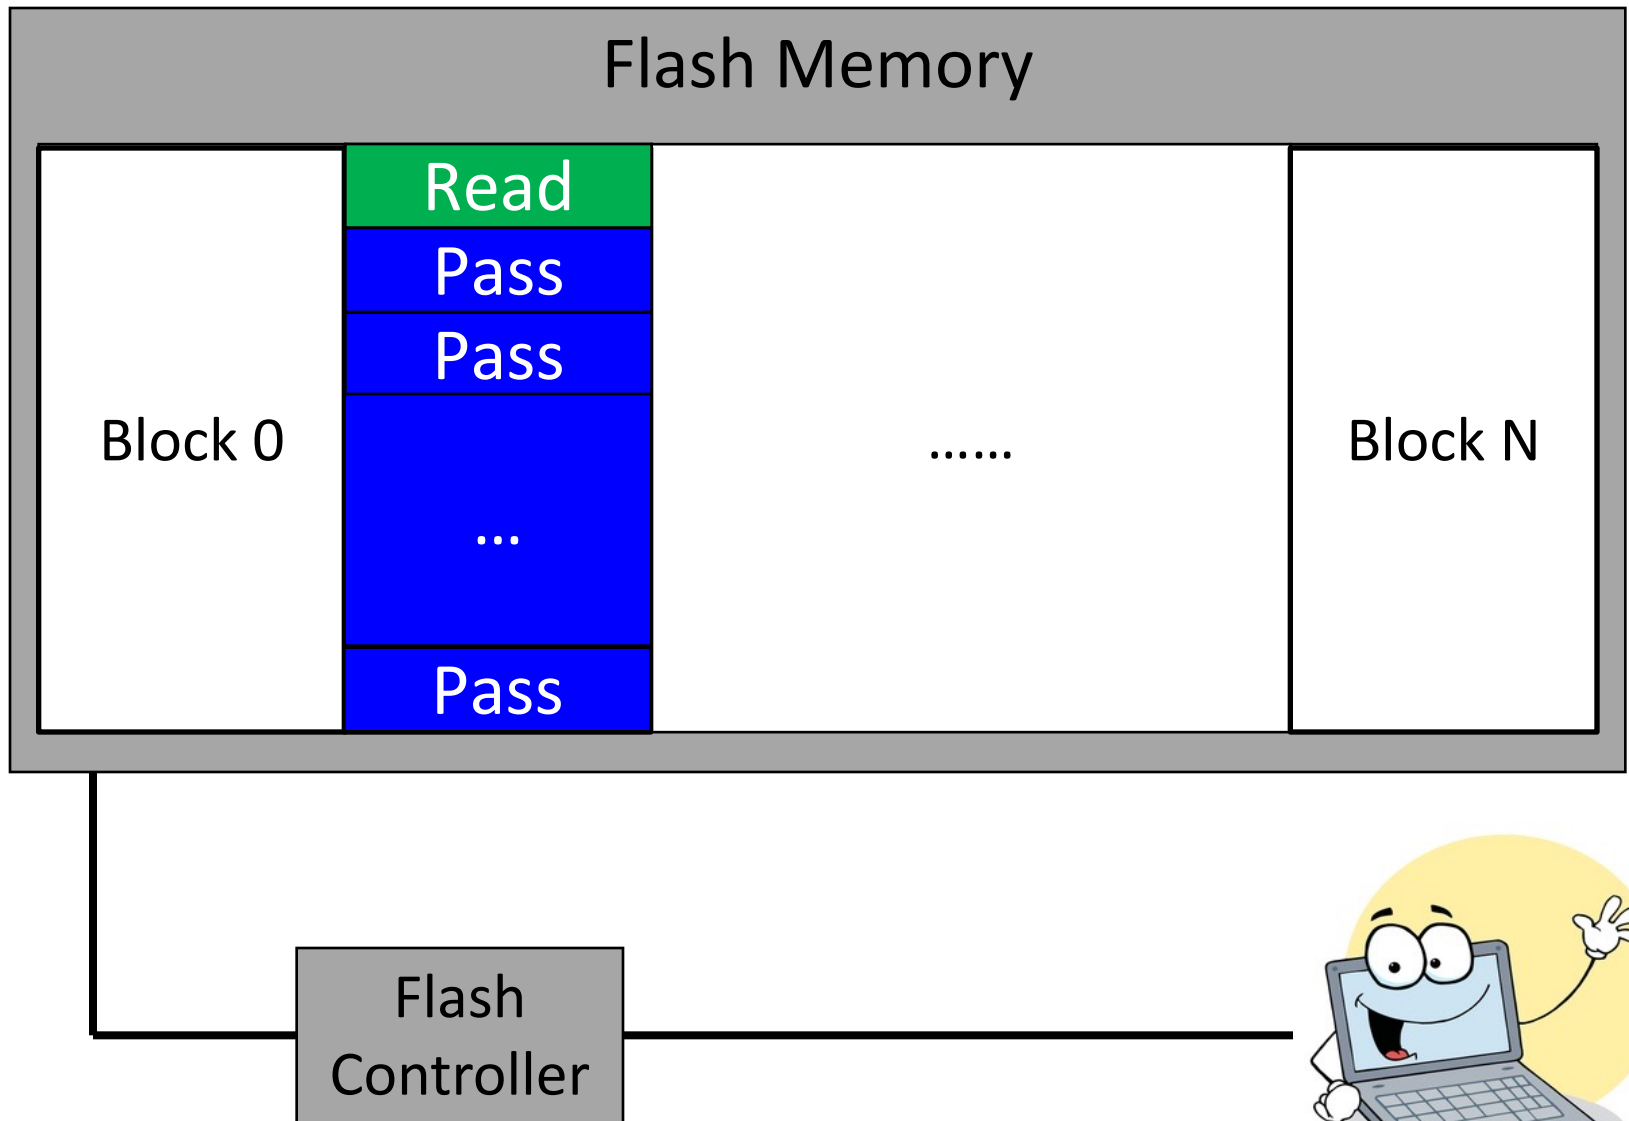 Flash Memory
Read
Pass
Pass
Block 0
......
Block N
...
Pass
Flash
Controller